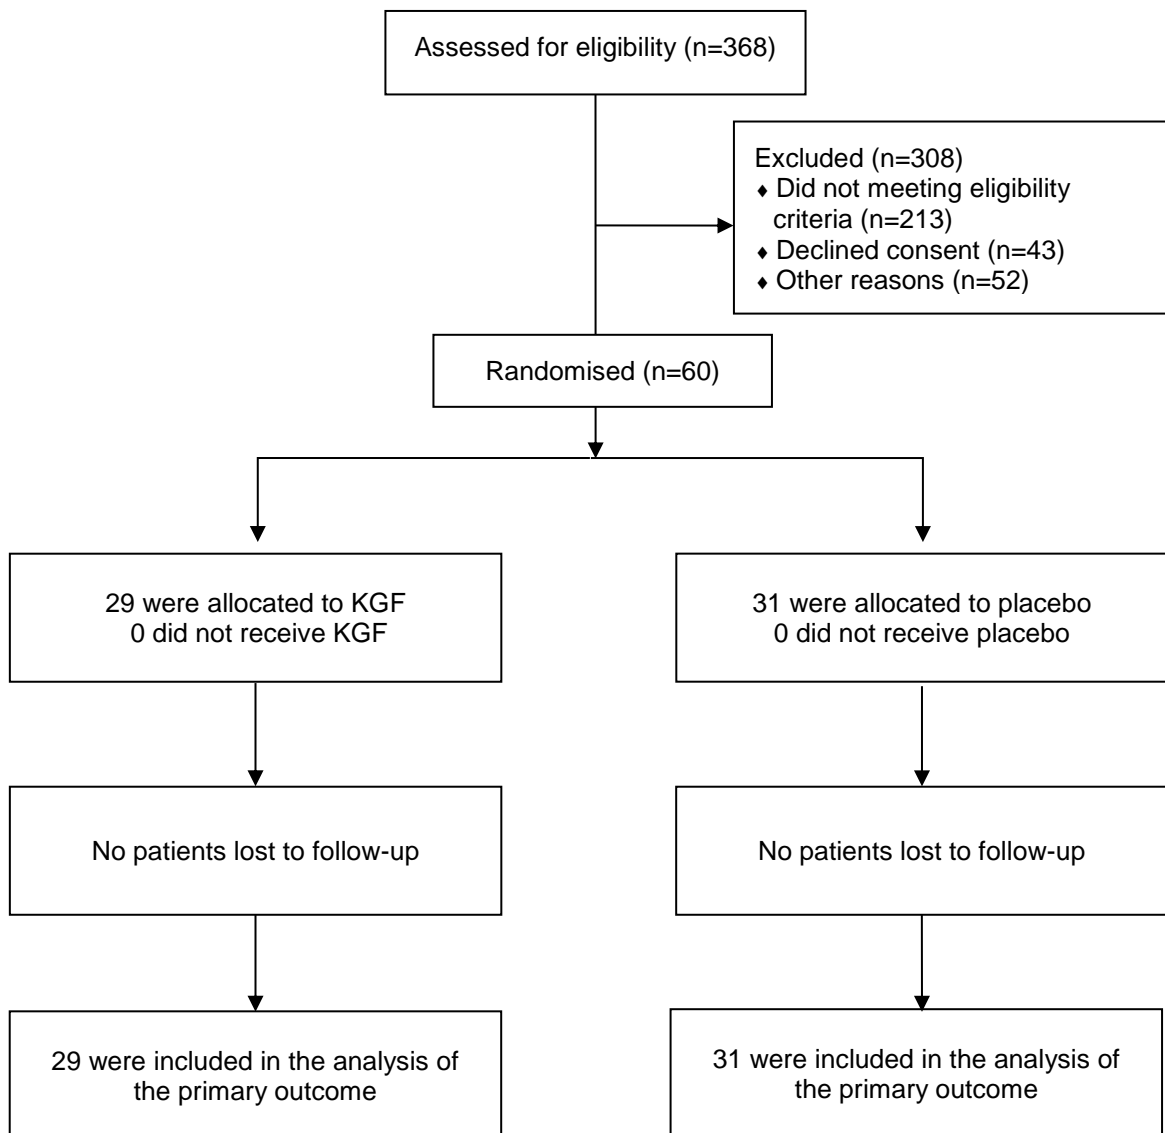 Assessed for eligibility (n=368)
Excluded (n=308)
♦ Did not meeting eligibility
criteria (n=213)
♦ Declined consent (n=43)
♦ Other reasons (n=52)
Randomised (n=60)
29 were allocated to KGF
0 did not receive KGF
31 were allocated to placebo
0 did not receive placebo
No patients lost to follow-up
No patients lost to follow-up
29 were included in the analysis of
the primary outcome
31 were included in the analysis of
the primary outcome